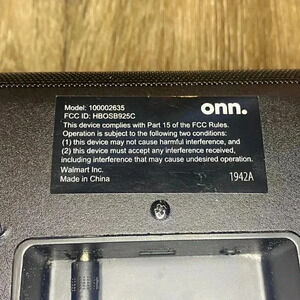 onn.
Model: 100002635
FCC ID: HBOSB925C
This device complies with Part 15 of the FCC Rules.
Operation is subject to the following two conditions:
(1) this device may not cause harmful interference, and
(2) this device must accept any interference received,
including interference that may cause undesired operation.
Walmart Inc.
Made in China
1942A